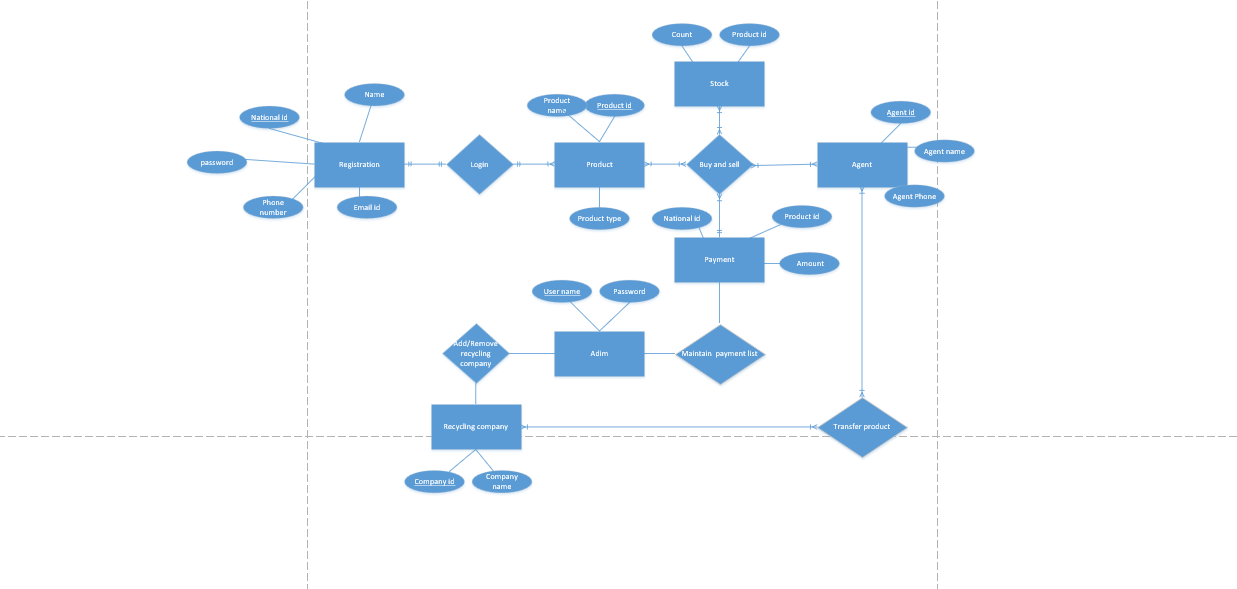 Count
Product id
Stock
Name
Product
name
Product id
National id
Agent id
password
Registration
Login
Product
Buy and sell
Agent
Agent name
Phone
number
Email id
Product type
National id
Product id
Agent Phone
Payment
Amount
User name
Password
Add/Remove
recycling
company
Adim
Maintain payment list
Recycling company
Transfer product
Company id
Company
name